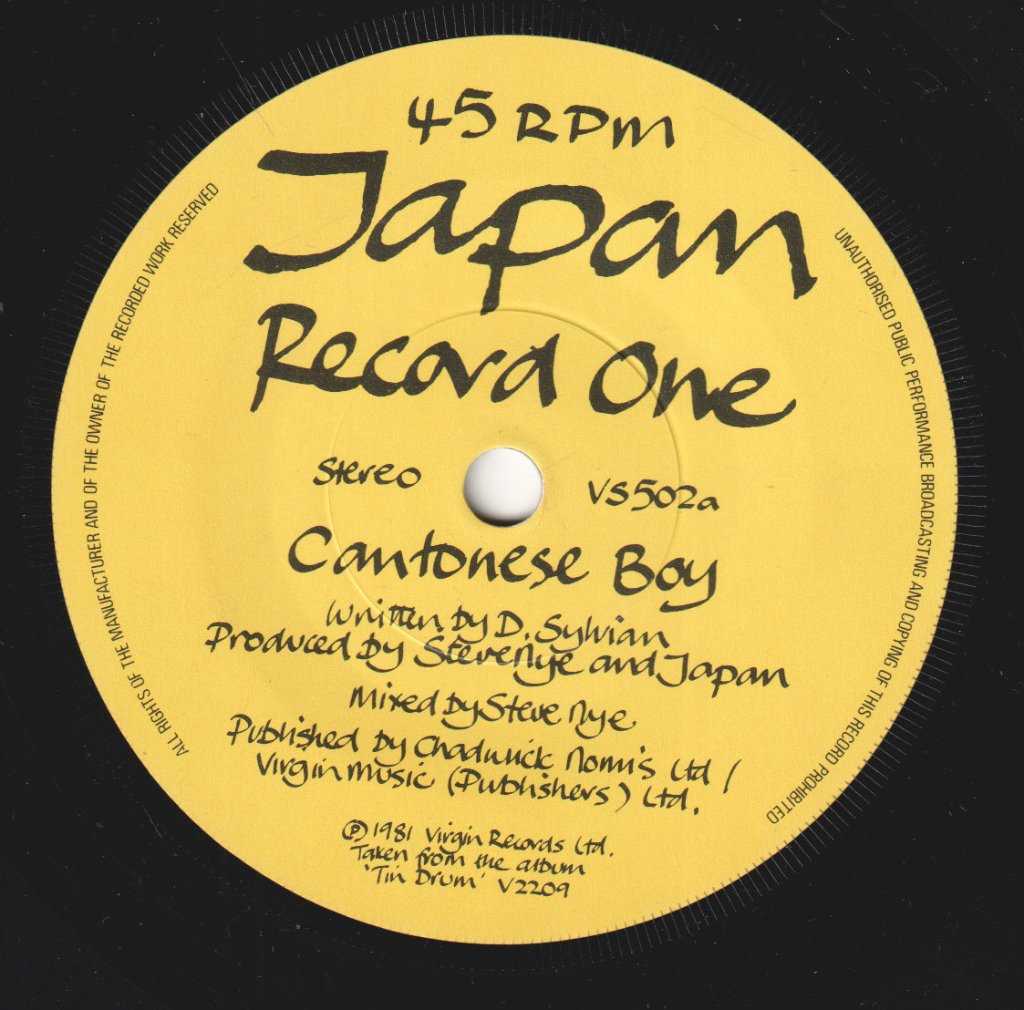 45 RPM
Japan
Record One
Stereo
VS502a
Cantonese Boy
Written by D. Sylvian
Produced by Steve Nye and Japan
Mixed by Steve Nye
Published by Chadwick Nomis Ltd /
Virgin Music (Publishers) Ltd.
℗ 1981 Virgin Records Ltd.
Taken from the album
'Tin Drum' V2209
ALL RIGHTS OF THE MANUFACTURER AND OF THE OWNER OF THE RECORDED WORK RESERVED
UNAUTHORISED PUBLIC PERFORMANCE BROADCASTING AND COPYING OF THIS RECORD PROHIBITED